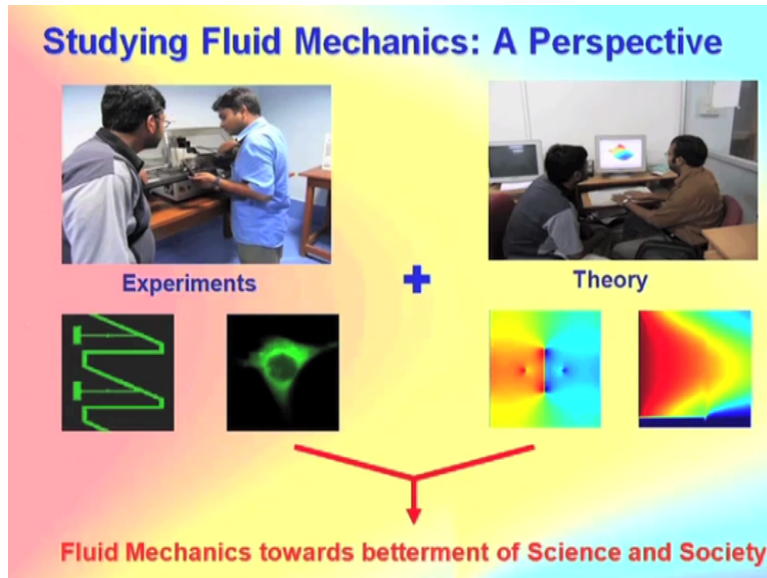 Studying Fluid Mechanics: A Perspective
Experiments
+
Theory
Fluid Mechanics towards betterment of Science and Society